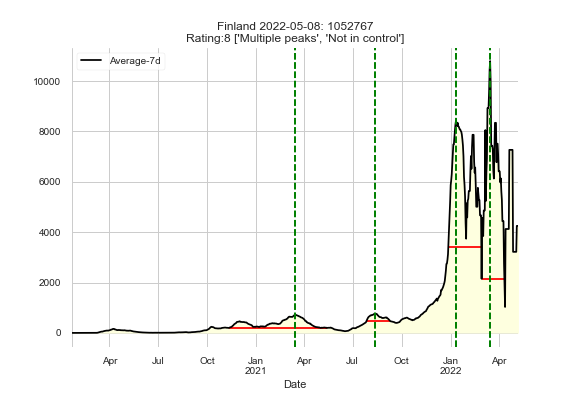 Finland 2022-05-08: 1052767
Rating:8 ['Multiple peaks', 'Not in control']
Average-7d
10000
8000
6000
4000
2000
0
Apr
Jul
Oct
Jan
2021
Apr
Jul
Oct
Jan
2022
Apr
Date